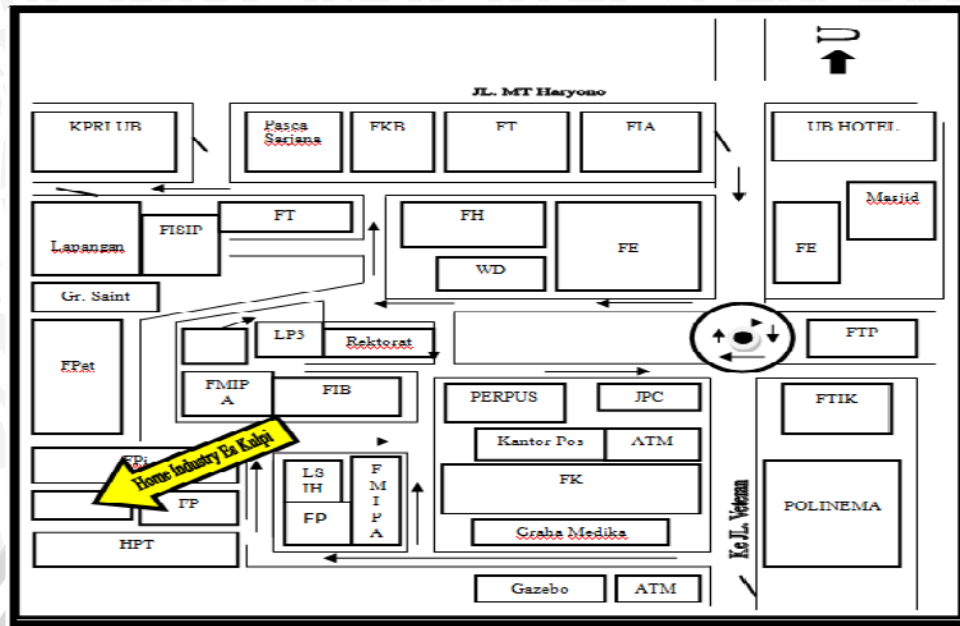 U
JL. MT Haryono
KPRI UB
Pasca
Sarjana
FKB
FT
FIA
UB HOTEL
Masjid
Lapangan
FISIP
FT
FH
FE
FE
WD
Gr. Saint
LP3
Rektorat
FTP
FPet
FMIP
A
FIB
PERPUS
JPC
FTIK
Kantor Pos
ATM
Home Industry Es Kulpi
LS
IH
F
M
I
P
A
FK
FP
FP
POLINEMA
Graha Medika
HPT
Ke JL. Veteran
Gazebo
ATM